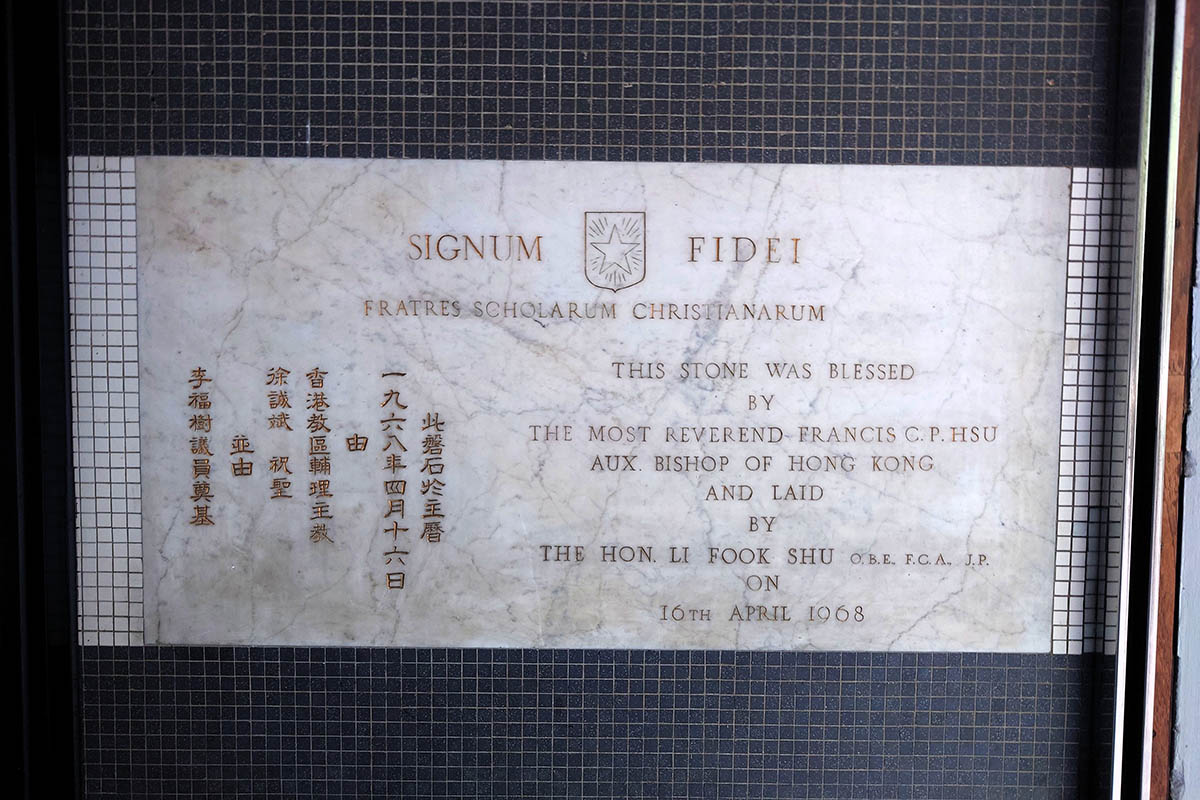 SIGNUM FIDEI
FRATRES SCHOLARUM CHRISTIANARUM
此磐石於主曆
一九六八年四月十六日
由
香港教區輔理主教
徐誠斌 祝聖
並由
李福樹議員奠基
THIS STONE WAS BLESSED
BY
THE MOST REVEREND FRANCIS C.P. HSU
AUX. BISHOP OF HONG KONG
AND LAID
BY
THE HON. LI FOOK SHU O.B.E., F.C.A., J.P.
ON
16TH APRIL 1968